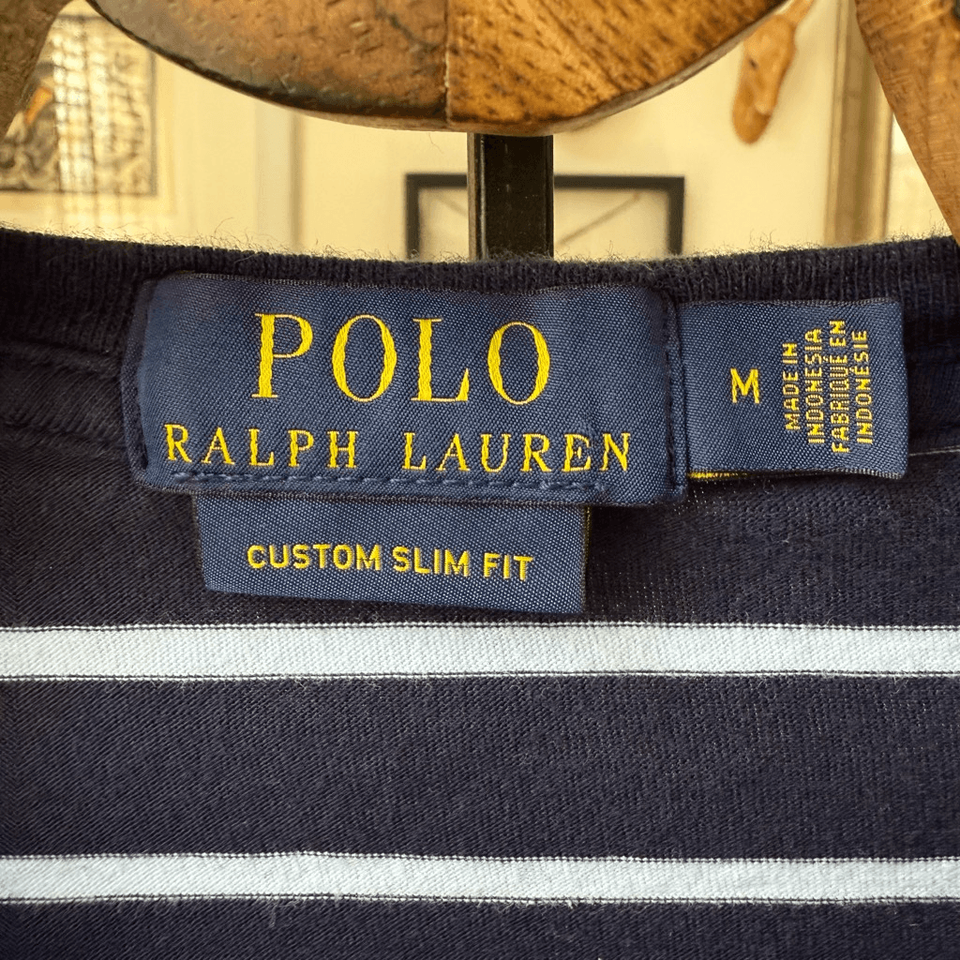 POLO
RALPH LAUREN
CUSTOM SLIM FIT
M
MADE IN
INDONESIA
FABRIQUÉ EN
INDONÉSIE